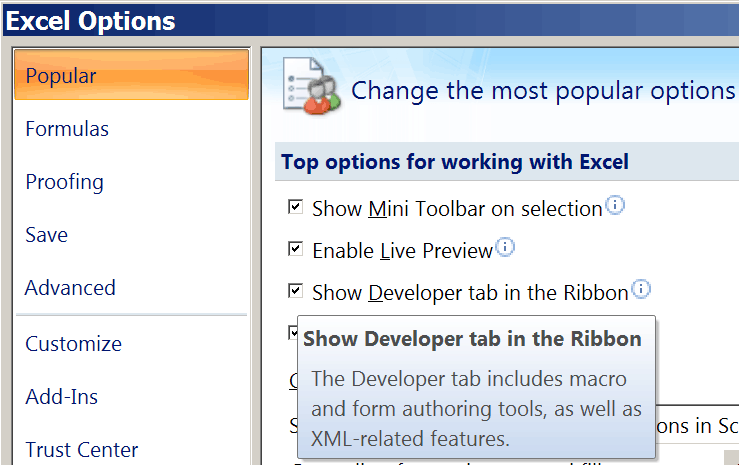 Excel Options
Popular
Formulas
Proofing
Save
Advanced
Customize
Add-Ins
Trust Center
Change the most popular options
Top options for working with Excel
Show Mini Toolbar on selection
Enable Live Preview
Show Developer tab in the Ribbon
Show Developer tab in the Ribbon
The Developer tab includes macro
and form authoring tools, as well as
XML-related features.
in